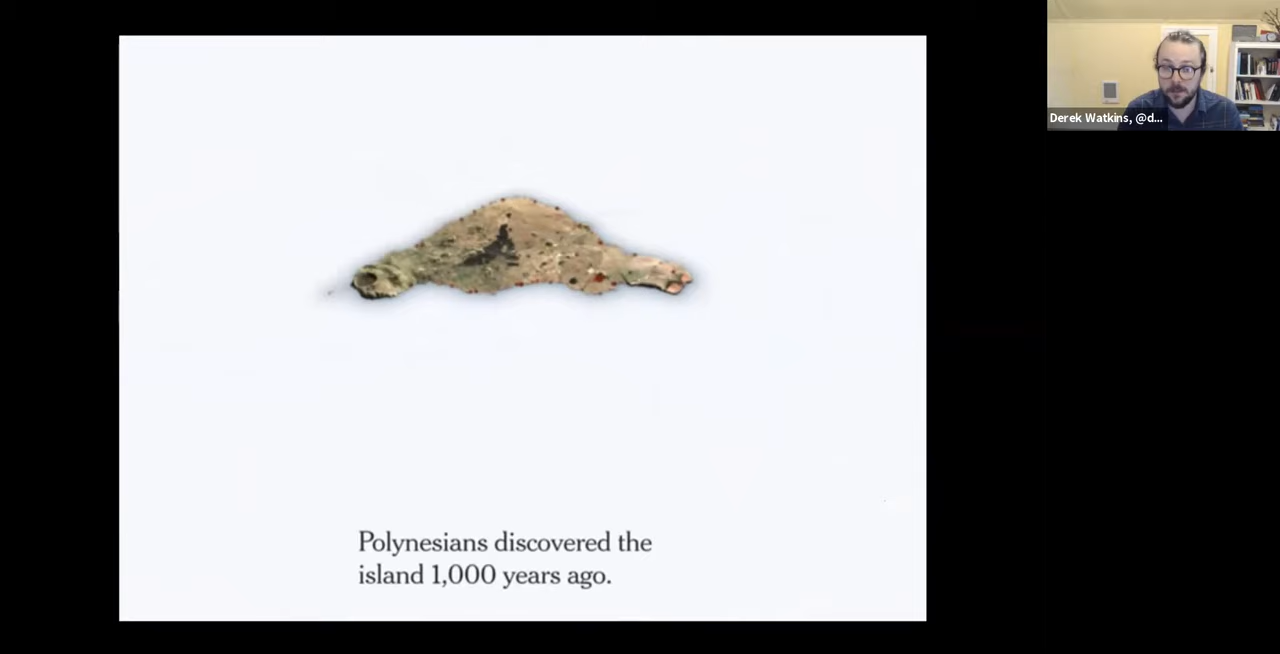 Derek Watkins, @d...
Polynesians discovered the
island 1,000 years ago.